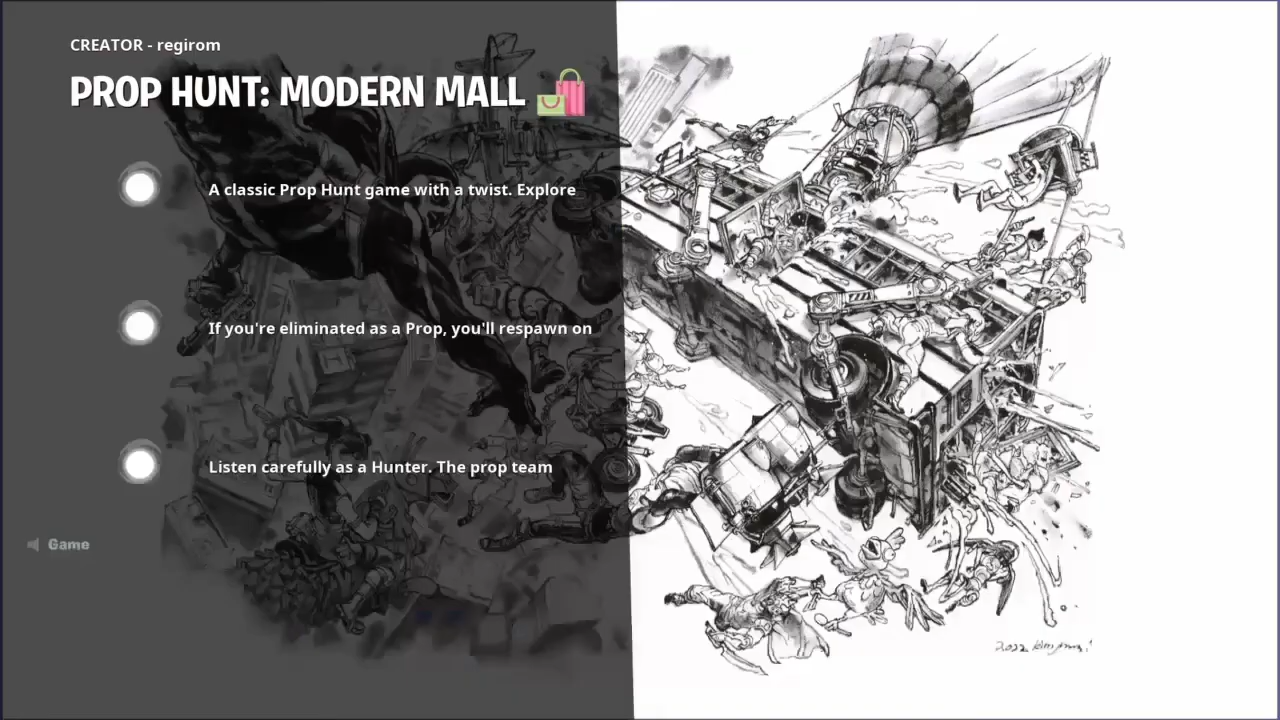 CREATOR - regirom
PROP HUNT: MODERN MALL
A classic Prop Hunt game with a twist. Explore
If you're eliminated as a Prop, you'll respawn on
Listen carefully as a Hunter. The prop team
Game
2022